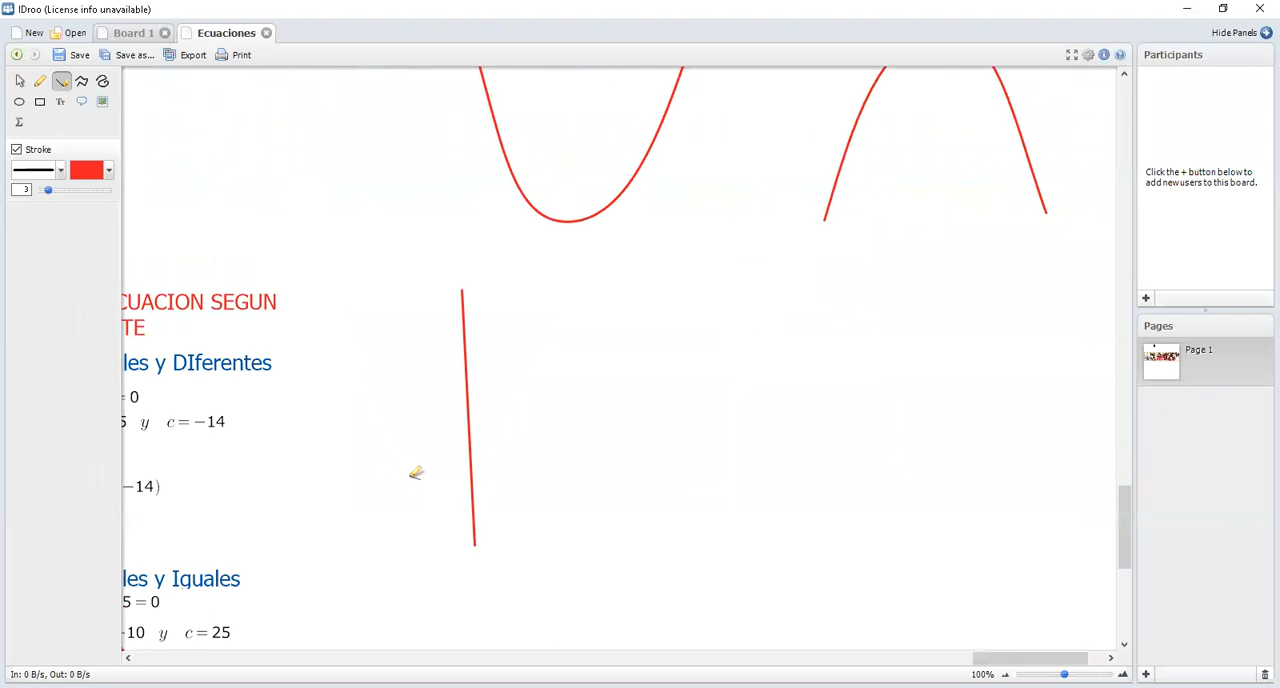 IDroo (License info unavailable)
New Open Board 1 Ecuaciones Hide Panels
Save Save as... Export Print
Participants
Tr
Σ
Stroke
3
Click the + button below to
add new users to this board.
CUACION SEGUN
TE
les y DIferentes
= 0
5 y c = −14
−14)
les y Iguales
5 = 0
-10 y c = 25
Pages
Page 1
In: 0 B/s, Out: 0 B/s
100%